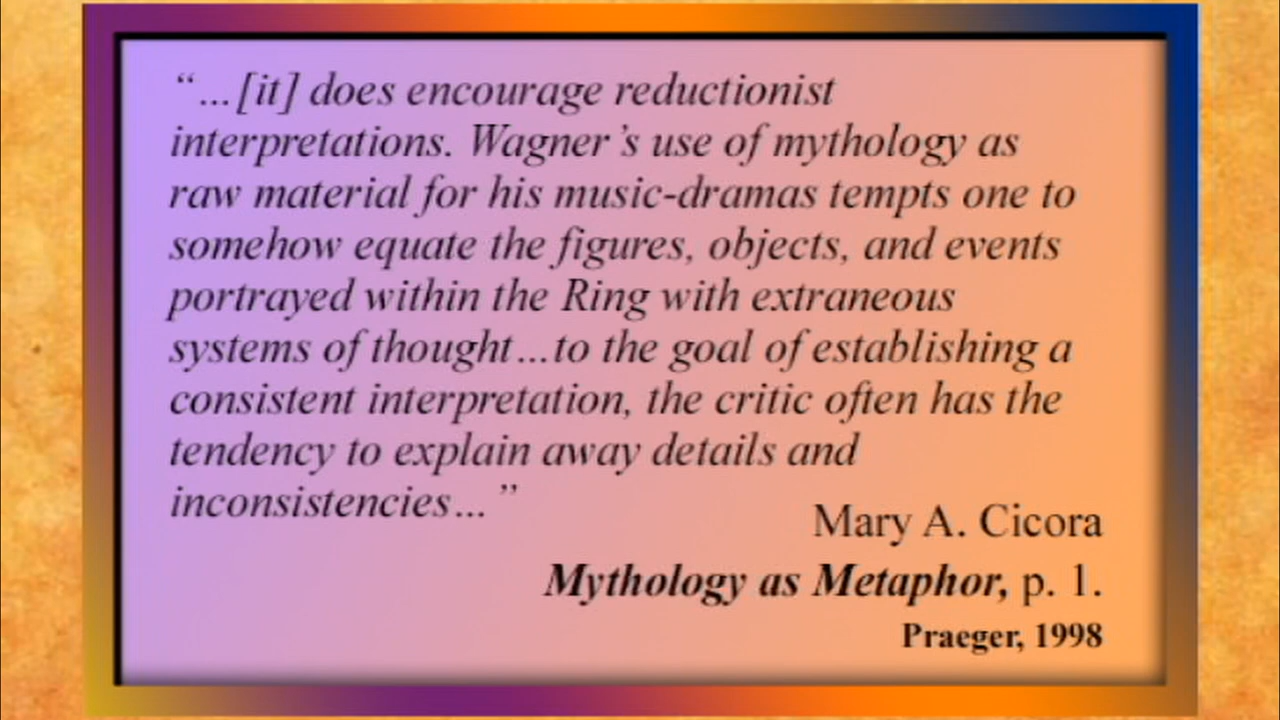 “...[it] does encourage reductionist
interpretations. Wagner’s use of mythology as
raw material for his music-dramas tempts one to
somehow equate the figures, objects, and events
portrayed within the Ring with extraneous
systems of thought...to the goal of establishing a
consistent interpretation, the critic often has the
tendency to explain away details and
inconsistencies...”
Mary A. Cicora
Mythology as Metaphor, p. 1.
Praeger, 1998